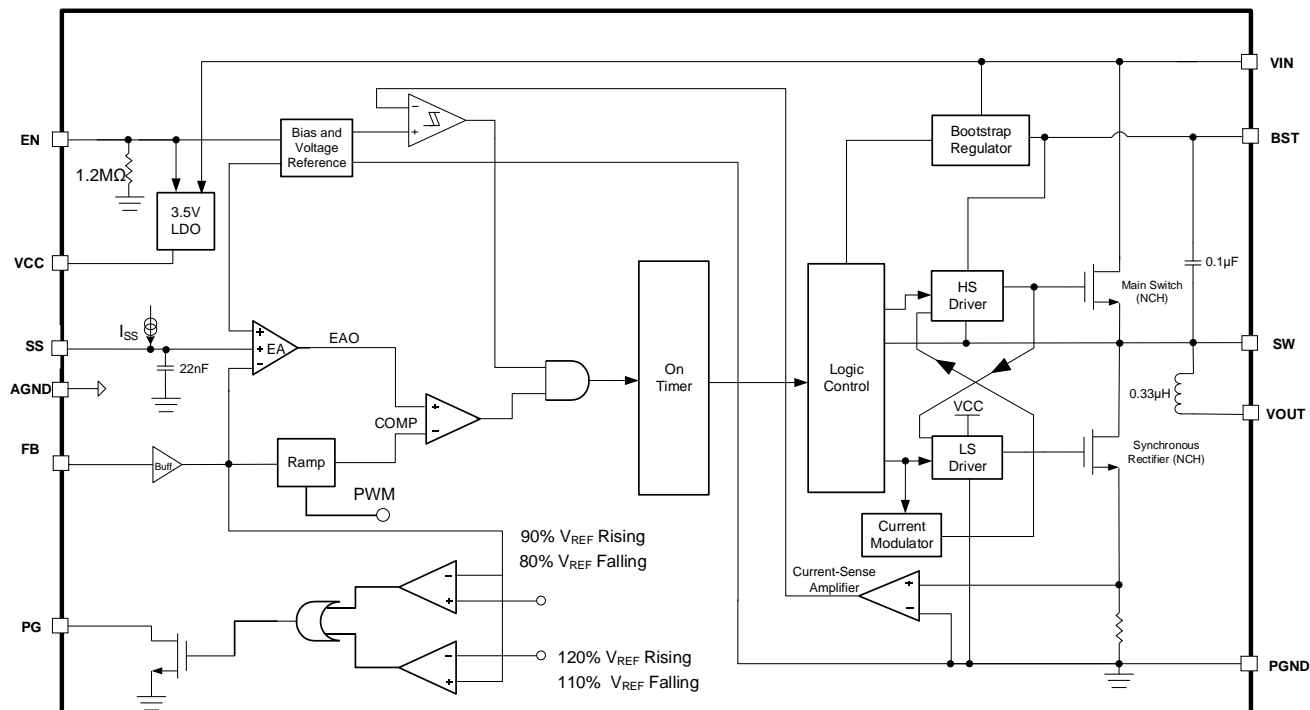 VIN
BST
EN
1.2MΩ
Bias and
Voltage
Reference
-
+
Bootstrap
Regulator
3.5V
LDO
VCC
0.1µF
HS
Driver
Main Switch
(NCH)
ISS
SS
22nF
+
+
-
EA
EAO
On
Timer
Logic
Control
SW
AGND
0.33µH
VOUT
COMP
+
-
VCC
FB
Buff
Ramp
LS
Driver
Synchronous
Rectifier (NCH)
PWM
Current
Modulator
90% VREF Rising
80% VREF Falling
Current-Sense
Amplifier
+
-
-
+
PG
-
+
120% VREF Rising
110% VREF Falling
PGND